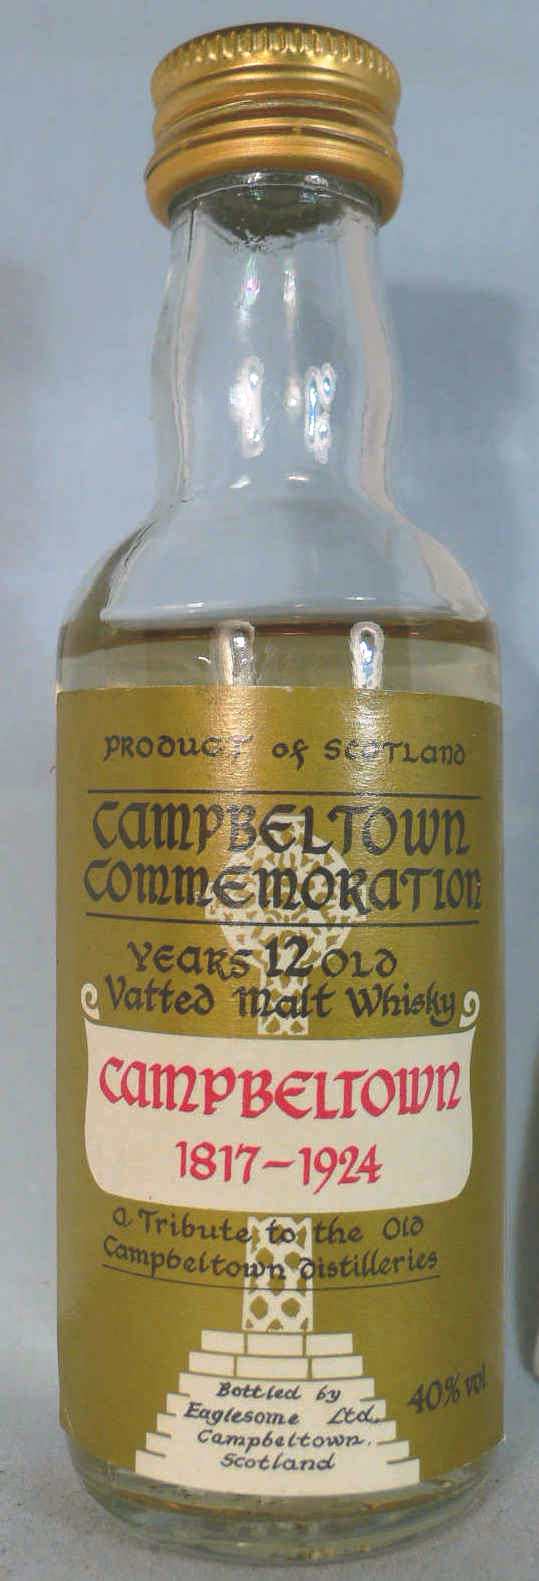 PRODUCT of SCOTLAND
CAMPBELTOWN
COMMEMORATION
YEARS 12 OLD
Vatted Malt Whisky
CAMPBELTOWN
1817-1924
A Tribute to the Old
Campbeltown Distilleries
40% vol
Bottled by
Eaglesome Ltd.
Campbeltown,
Scotland